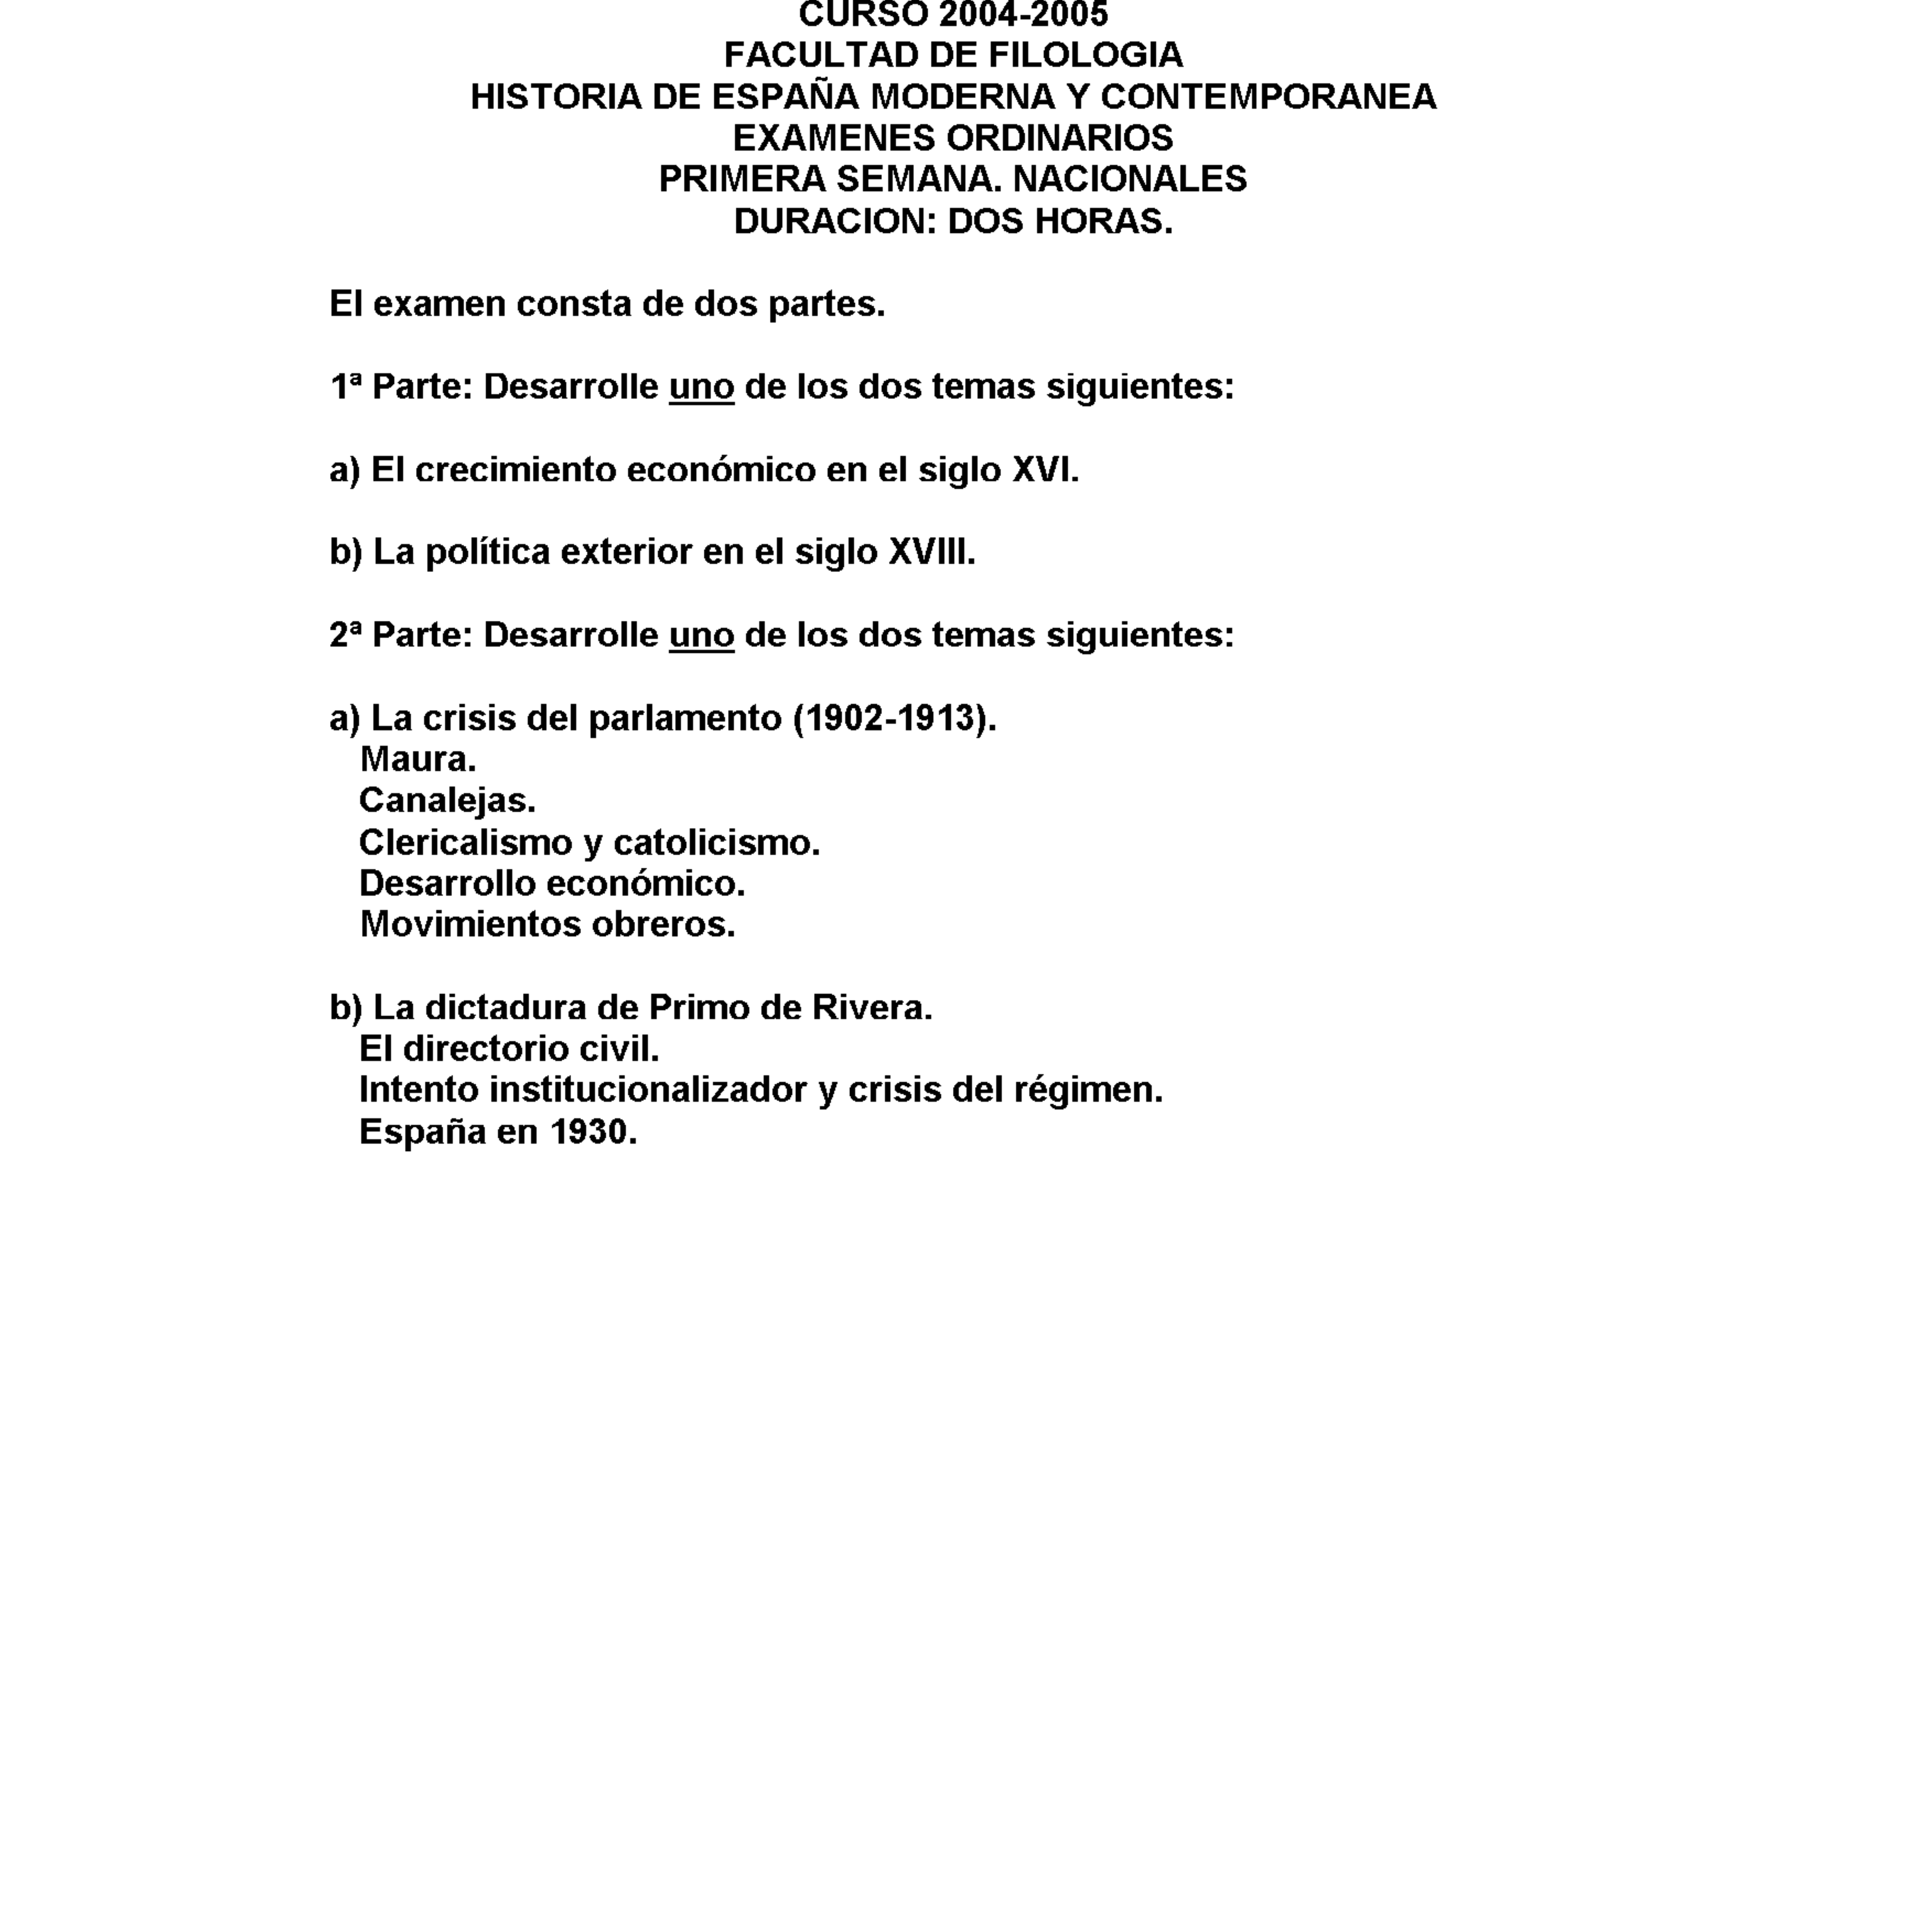 CURSO 2004-2005
FACULTAD DE FILOLOGIA
HISTORIA DE ESPAÑA MODERNA Y CONTEMPORANEA
EXAMENES ORDINARIOS
PRIMERA SEMANA. NACIONALES
DURACION: DOS HORAS.
El examen consta de dos partes.
1ª Parte: Desarrolle uno de los dos temas siguientes:
a) El crecimiento económico en el siglo XVI.
b) La política exterior en el siglo XVIII.
2ª Parte: Desarrolle uno de los dos temas siguientes:
a) La crisis del parlamento (1902-1913).
Maura.
Canalejas.
Clericalismo y catolicismo.
Desarrollo económico.
Movimientos obreros.
b) La dictadura de Primo de Rivera.
El directorio civil.
Intento institucionalizador y crisis del régimen.
España en 1930.